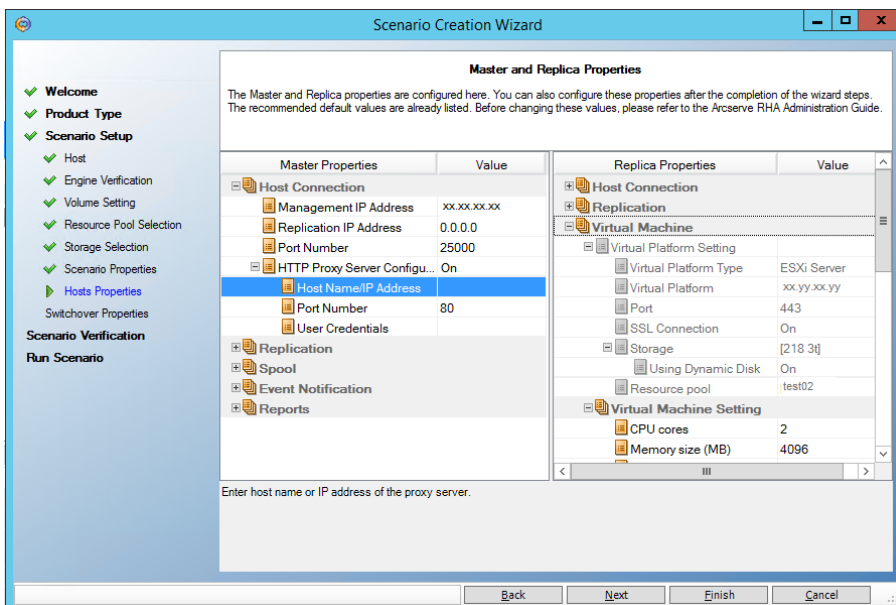 Scenario Creation Wizard
Welcome
Product Type
Scenario Setup
Host
Engine Verification
Volume Setting
Resource Pool Selection
Storage Selection
Scenario Properties
Hosts Properties
Switchover Properties
Scenario Verification
Run Scenario
Master and Replica Properties
The Master and Replica properties are configured here. You can also configure these properties after the completion of the wizard steps.
The recommended default values are already listed. Before changing these values, please refer to the Arcserve RHA Administration Guide.
Master Properties Value
Host Connection
Management IP Address xx.xx.xx.xx
Replication IP Address 0.0.0.0
Port Number 25000
HTTP Proxy Server Configu... On
Host Name/IP Address
Port Number 80
User Credentials
Replication
Spool
Event Notification
Reports
Replica Properties Value
Host Connection
Replication
Virtual Machine
Virtual Platform Setting
Virtual Platform Type ESXi Server
Virtual Platform xx.yy.xx.yy
Port 443
SSL Connection On
Storage [218 3t]
Using Dynamic Disk On
Resource pool test02
Virtual Machine Setting
CPU cores 2
Memory size (MB) 4096
Enter host name or IP address of the proxy server.
Back Next Finish Cancel